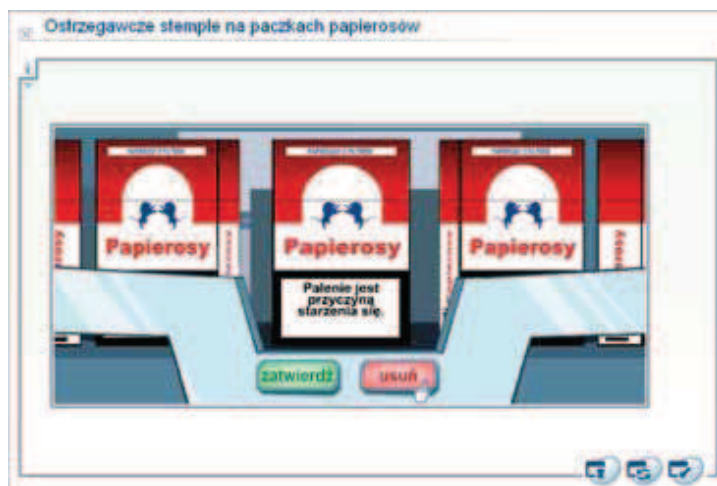 Ostrzegawcze stemple na paczkach papierosów
Papierosy
Papierosy
Papierosy
Palenie jest
przyczyną
starzenia się.
zatwierdź
usuń